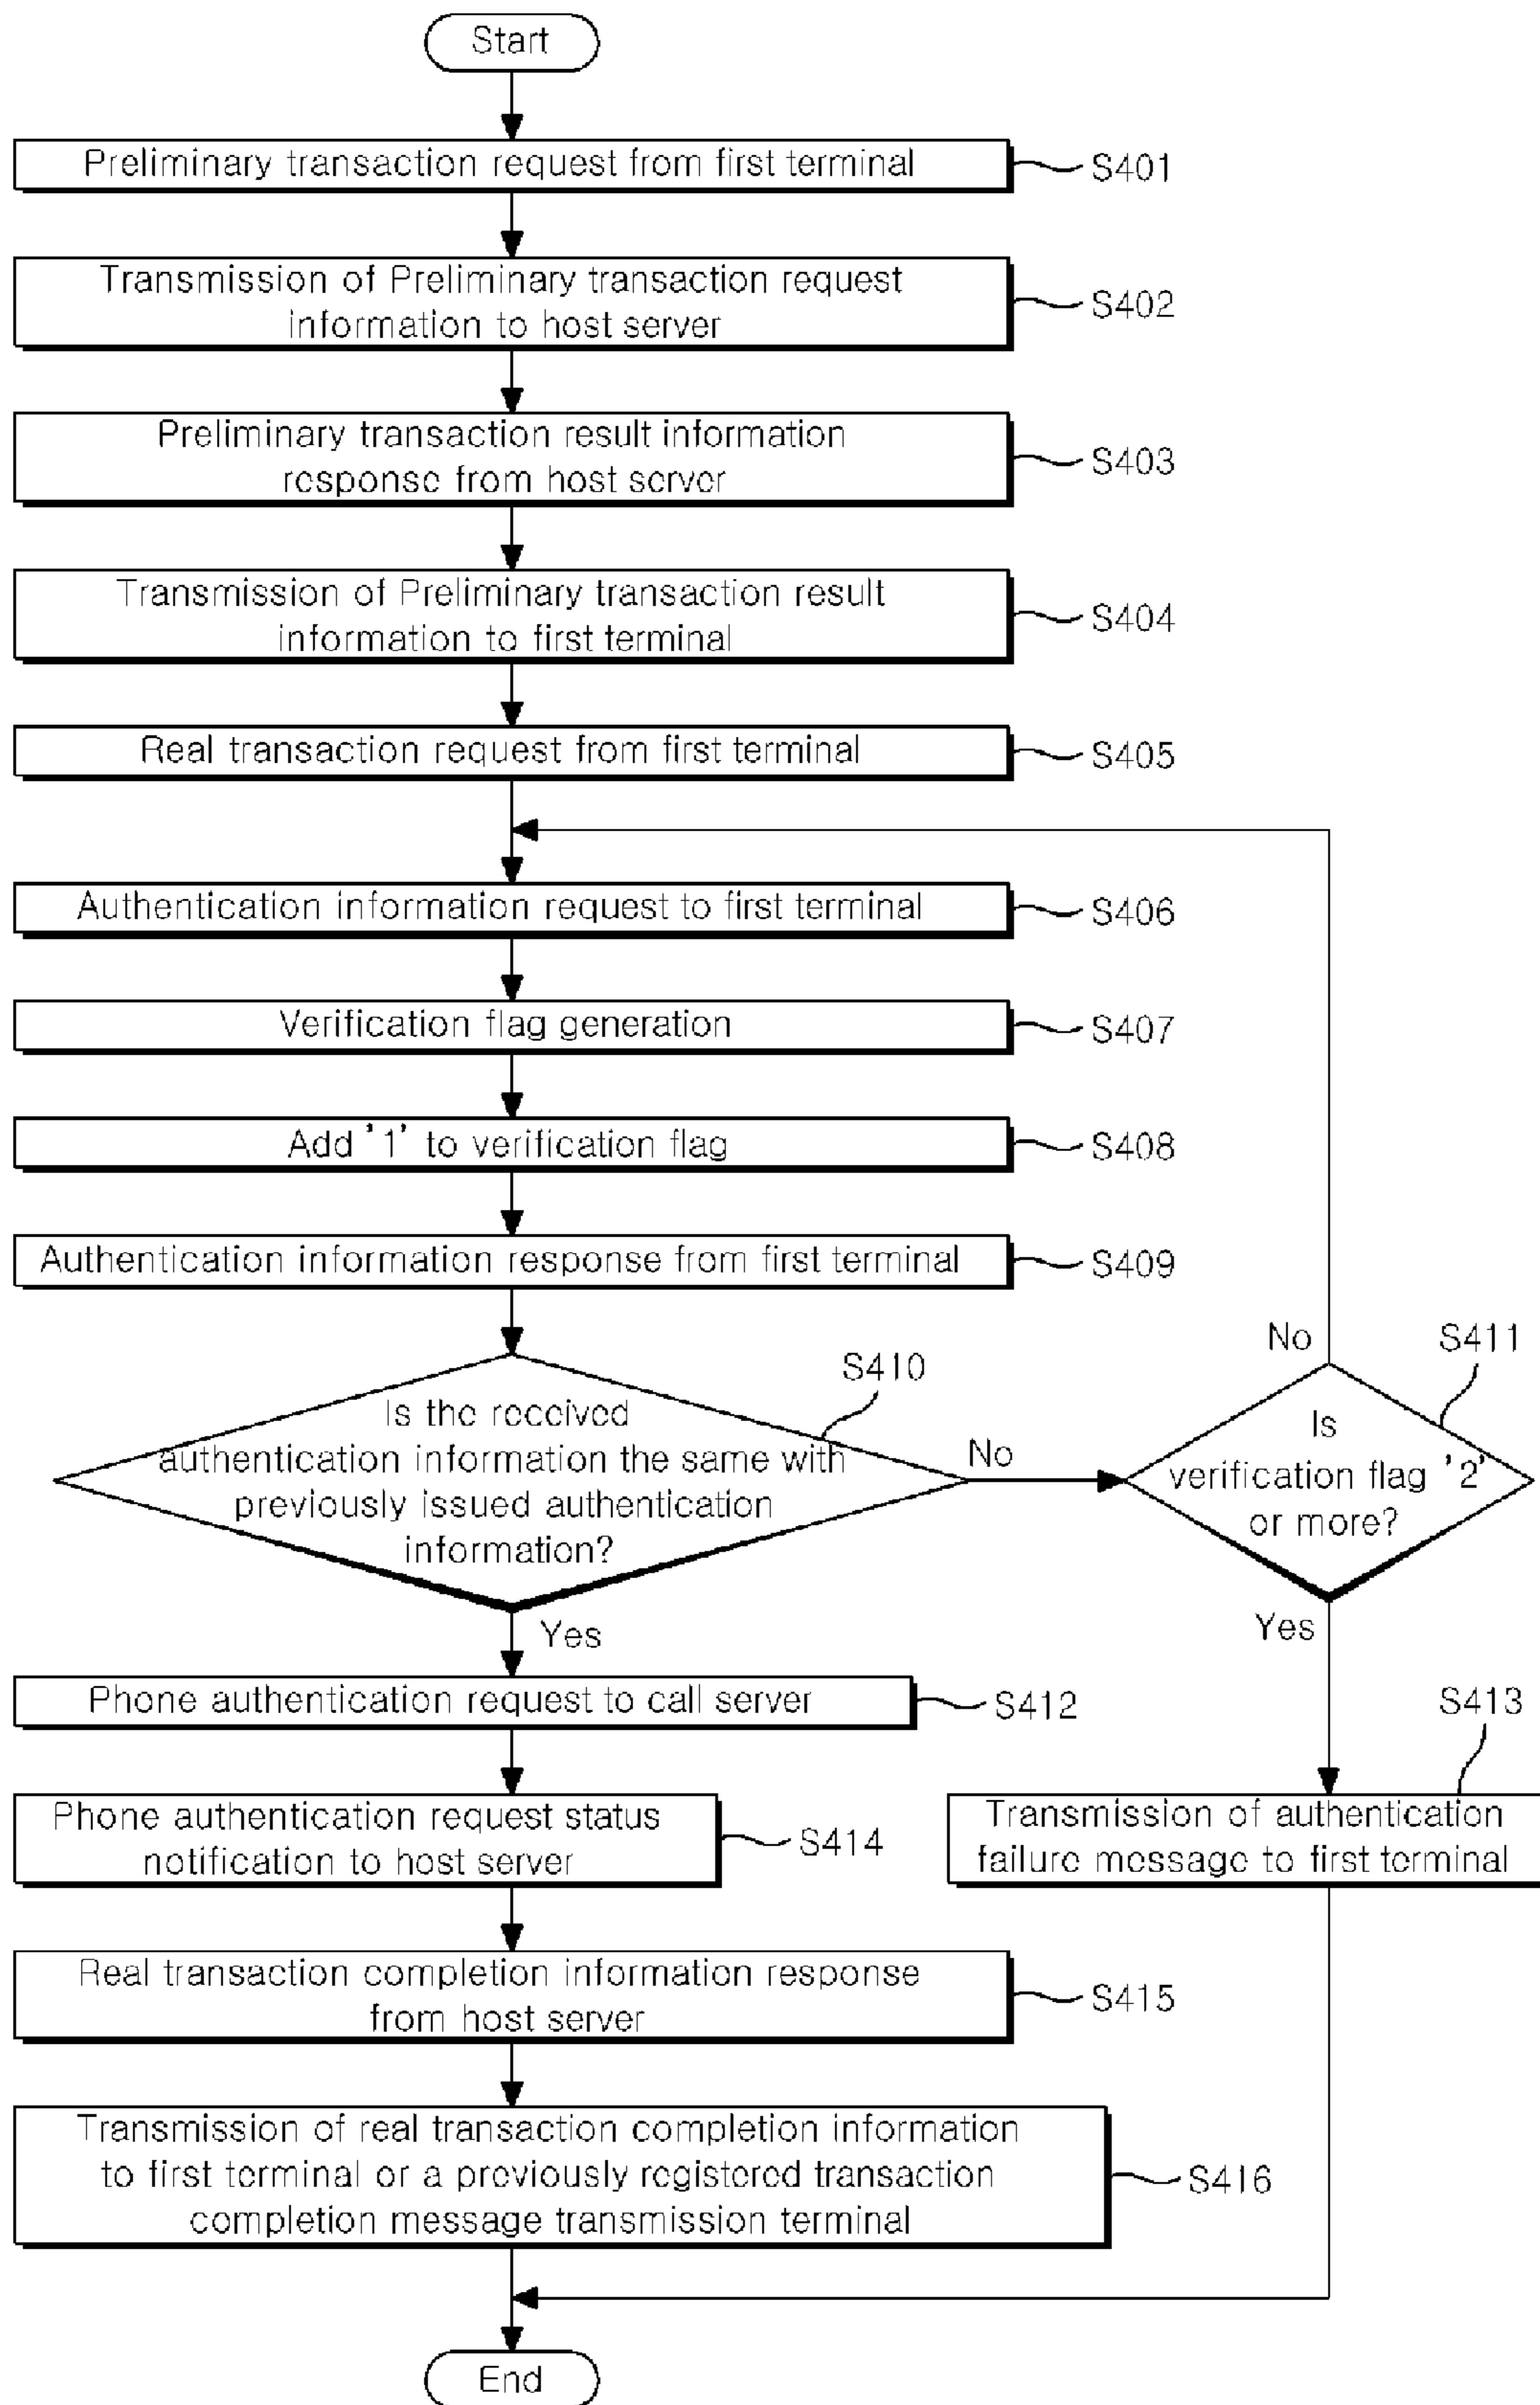 Start
Preliminary transaction request from first terminal
S401
Transmission of Preliminary transaction request
information to host server
S402
Preliminary transaction result information
response from host server
S403
Transmission of Preliminary transaction result
information to first terminal
S404
Real transaction request from first terminal
S405
Authentication information request to first terminal
S406
Verification flag generation
S407
Add '1' to verification flag
S408
Authentication information response from first terminal
S409
Is the received
authentication information the same with
previously issued authentication
information?
S410
No
Is
verification flag '2'
or more?
S411
No
Yes
Yes
Phone authentication request to call server
S412
Transmission of authentication
failure message to first terminal
S413
Phone authentication request status
notification to host server
S414
Real transaction completion information response
from host server
S415
Transmission of real transaction completion information
to first terminal or a previously registered transaction
completion message transmission terminal
S416
End